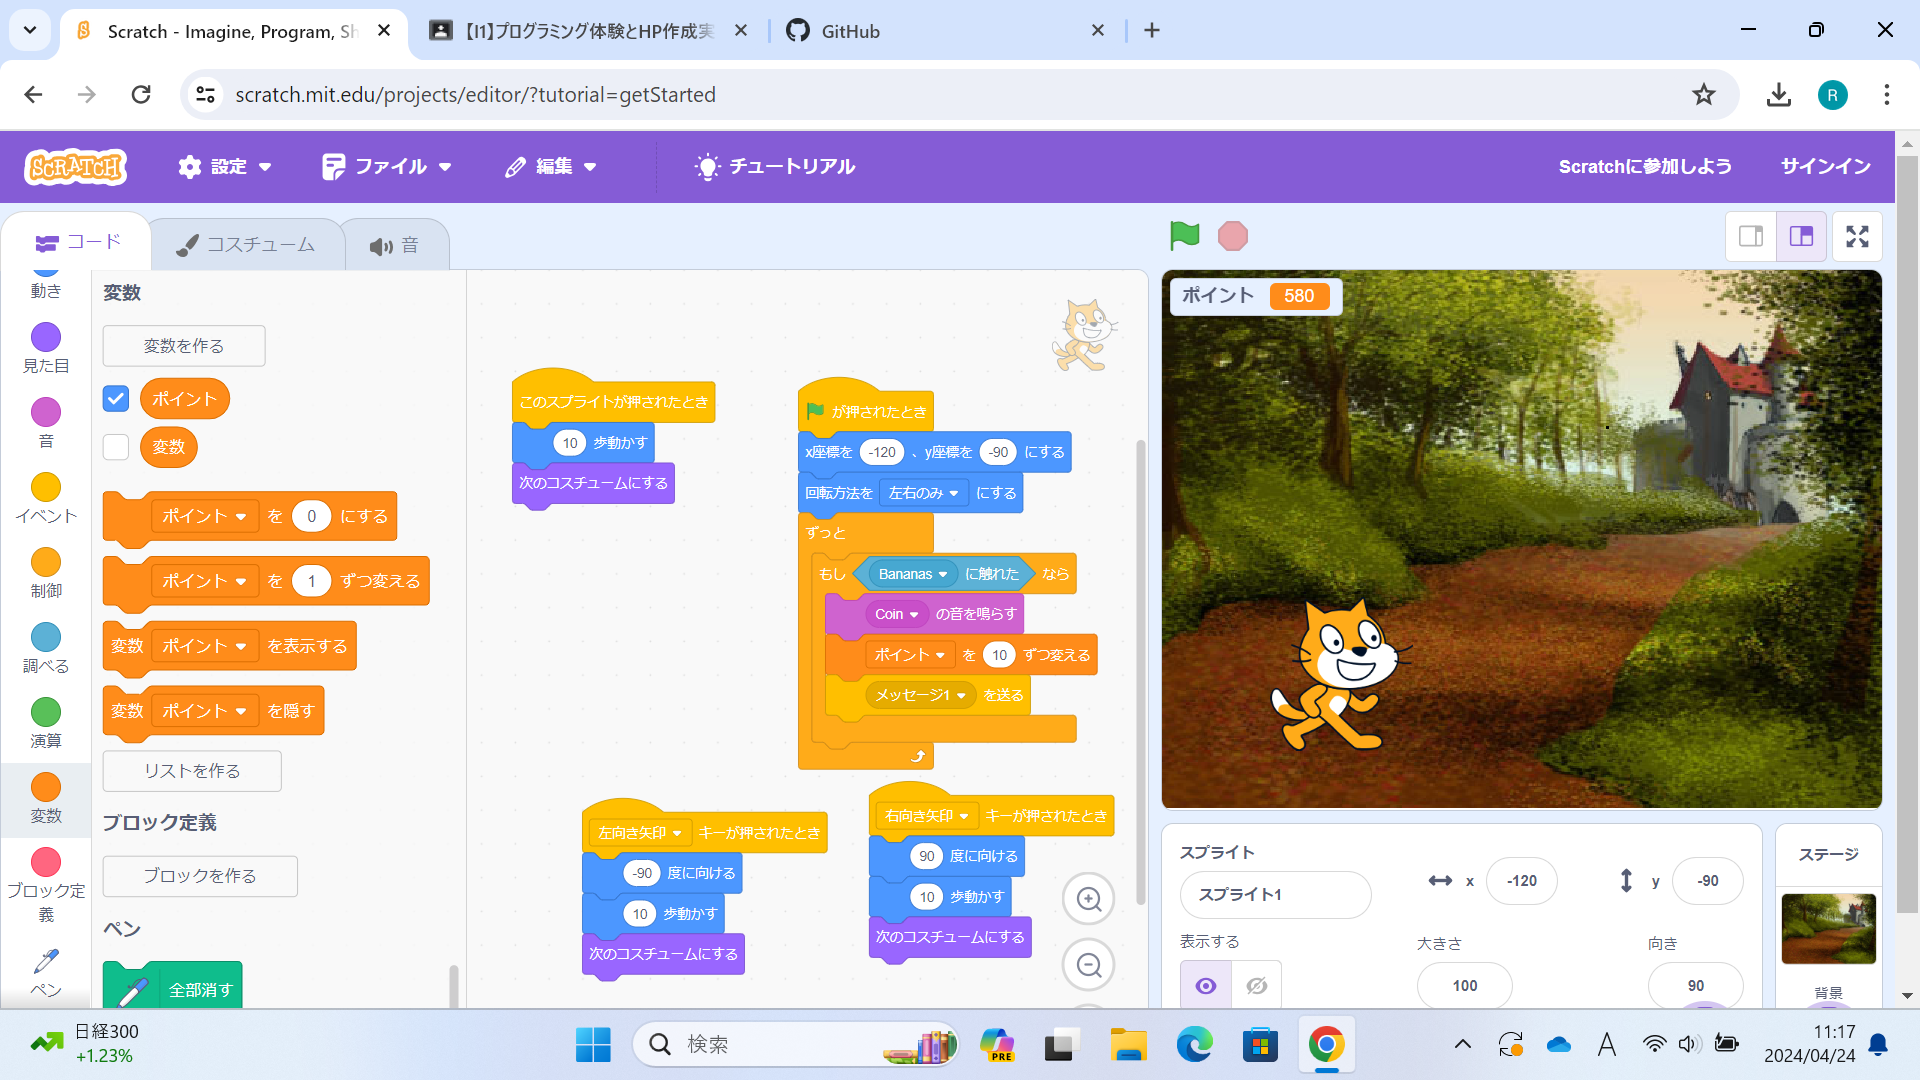 Scratch - Imagine, Program, Sh
【I1】プログラミング体験とHP作成実
GitHub
scratch.mit.edu/projects/editor/?tutorial=getStarted
R
SCRATCH
設定
ファイル
編集
チュートリアル
Scratchに参加しよう
サインイン
コード
コスチューム
音
動き
見た目
音
イベント
制御
調べる
演算
変数
ブロック定
義
ペン
変数
変数を作る
ポイント
変数
ポイント を 0 にする
ポイント を 1 ずつ変える
変数 ポイント を表示する
変数 ポイント を隠す
リストを作る
ブロック定義
ブロックを作る
ペン
全部消す
このスプライトが押されたとき
10 歩動かす
次のコスチュームにする
が押されたとき
x座標を -120 、y座標を -90 にする
回転方法を 左右のみ にする
ずっと
もし Bananas に触れた なら
Coin の音を鳴らす
ポイント を 10 ずつ変える
メッセージ1 を送る
左向き矢印 キーが押されたとき
-90 度に向ける
10 歩動かす
次のコスチュームにする
右向き矢印 キーが押されたとき
90 度に向ける
10 歩動かす
次のコスチュームにする
ポイント 580
スプライト
スプライト1
x -120
y -90
表示する
大きさ
100
向き
90
ステージ
背景
日経300
+1.23%
検索
PRE
A
11:17
2024/04/24